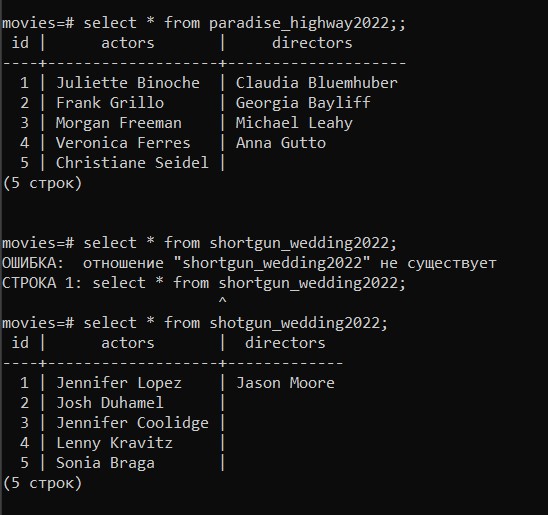 movies=# select * from paradise_highway2022;;
 id |      actors       |     directors
----+-------------------+--------------------
  1 | Juliette Binoche  | Claudia Bluemhuber
  2 | Frank Grillo      | Georgia Bayliff
  3 | Morgan Freeman    | Michael Leahy
  4 | Veronica Ferres   | Anna Gutto
  5 | Christiane Seidel |
(5 строк)
movies=# select * from shortgun_wedding2022;
ОШИБКА:  отношение "shortgun_wedding2022" не существует
СТРОКА 1: select * from shortgun_wedding2022;
                        ^
movies=# select * from shotgun_wedding2022;
 id |      actors       |  directors
----+-------------------+-------------
  1 | Jennifer Lopez    | Jason Moore
  2 | Josh Duhamel      |
  3 | Jennifer Coolidge |
  4 | Lenny Kravitz     |
  5 | Sonia Braga       |
(5 строк)